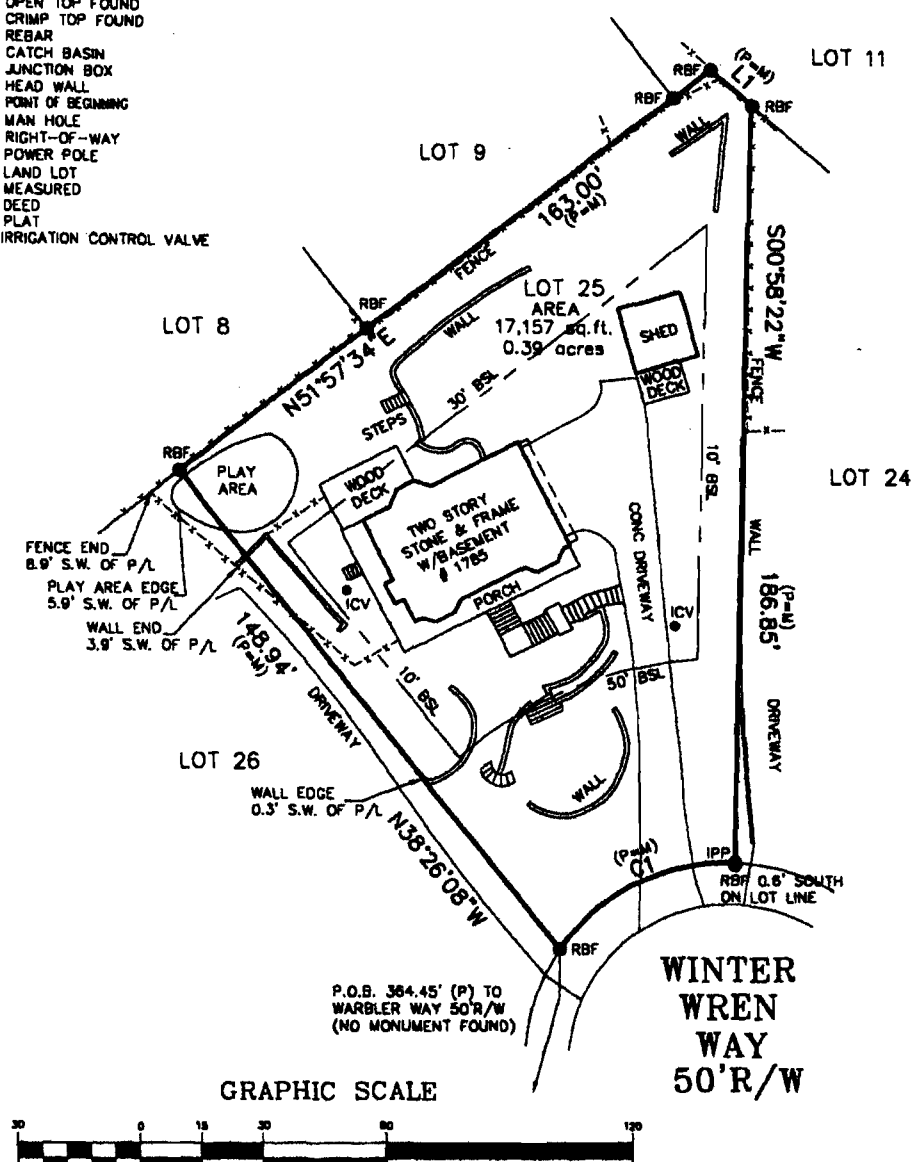 OPEN TOP FOUND
CRIMP TOP FOUND
REBAR
CATCH BASIN
JUNCTION BOX
HEAD WALL
POINT OF BEGINNING
MAN HOLE
RIGHT-OF-WAY
POWER POLE
LAND LOT
MEASURED
DEED
PLAT
IRRIGATION CONTROL VALVE
LOT 11
RBF
(P=M)
L1
RBF
RBF
WALL
LOT 9
163.00'
(P=M)
FENCE
S00°58'22"W
RBF
LOT 8
N51°57'34"E
LOT 25
AREA
17,157 sq.ft.
0.39 acres
WALL
SHED
WOOD
DECK
FENCE
30' BSL
STEPS
RBF
PLAY
AREA
WOOD
DECK
10' BSL
LOT 24
TWO STORY
STONE & FRAME
W/BASEMENT
# 1785
PORCH
CONC DRIVEWAY
WALL
FENCE END
8.9' S.W. OF P/L
PLAY AREA EDGE
5.9' S.W. OF P/L
WALL END
3.9' S.W. OF P/L
ICV
ICV
(P=M)
186.85'
148.94'
(P=M)
DRIVEWAY
10' BSL
50' BSL
DRIVEWAY
LOT 26
WALL EDGE
0.3' S.W. OF P/L
WALL
N38°26'08"W
(P=M)
C1
IPP
RBF 0.6' SOUTH
ON LOT LINE
RBF
P.O.B. 364.45' (P) TO
WARBLER WAY 50'R/W
(NO MONUMENT FOUND)
WINTER
WREN
WAY
50'R/W
GRAPHIC SCALE
30 0 15 30 60 120